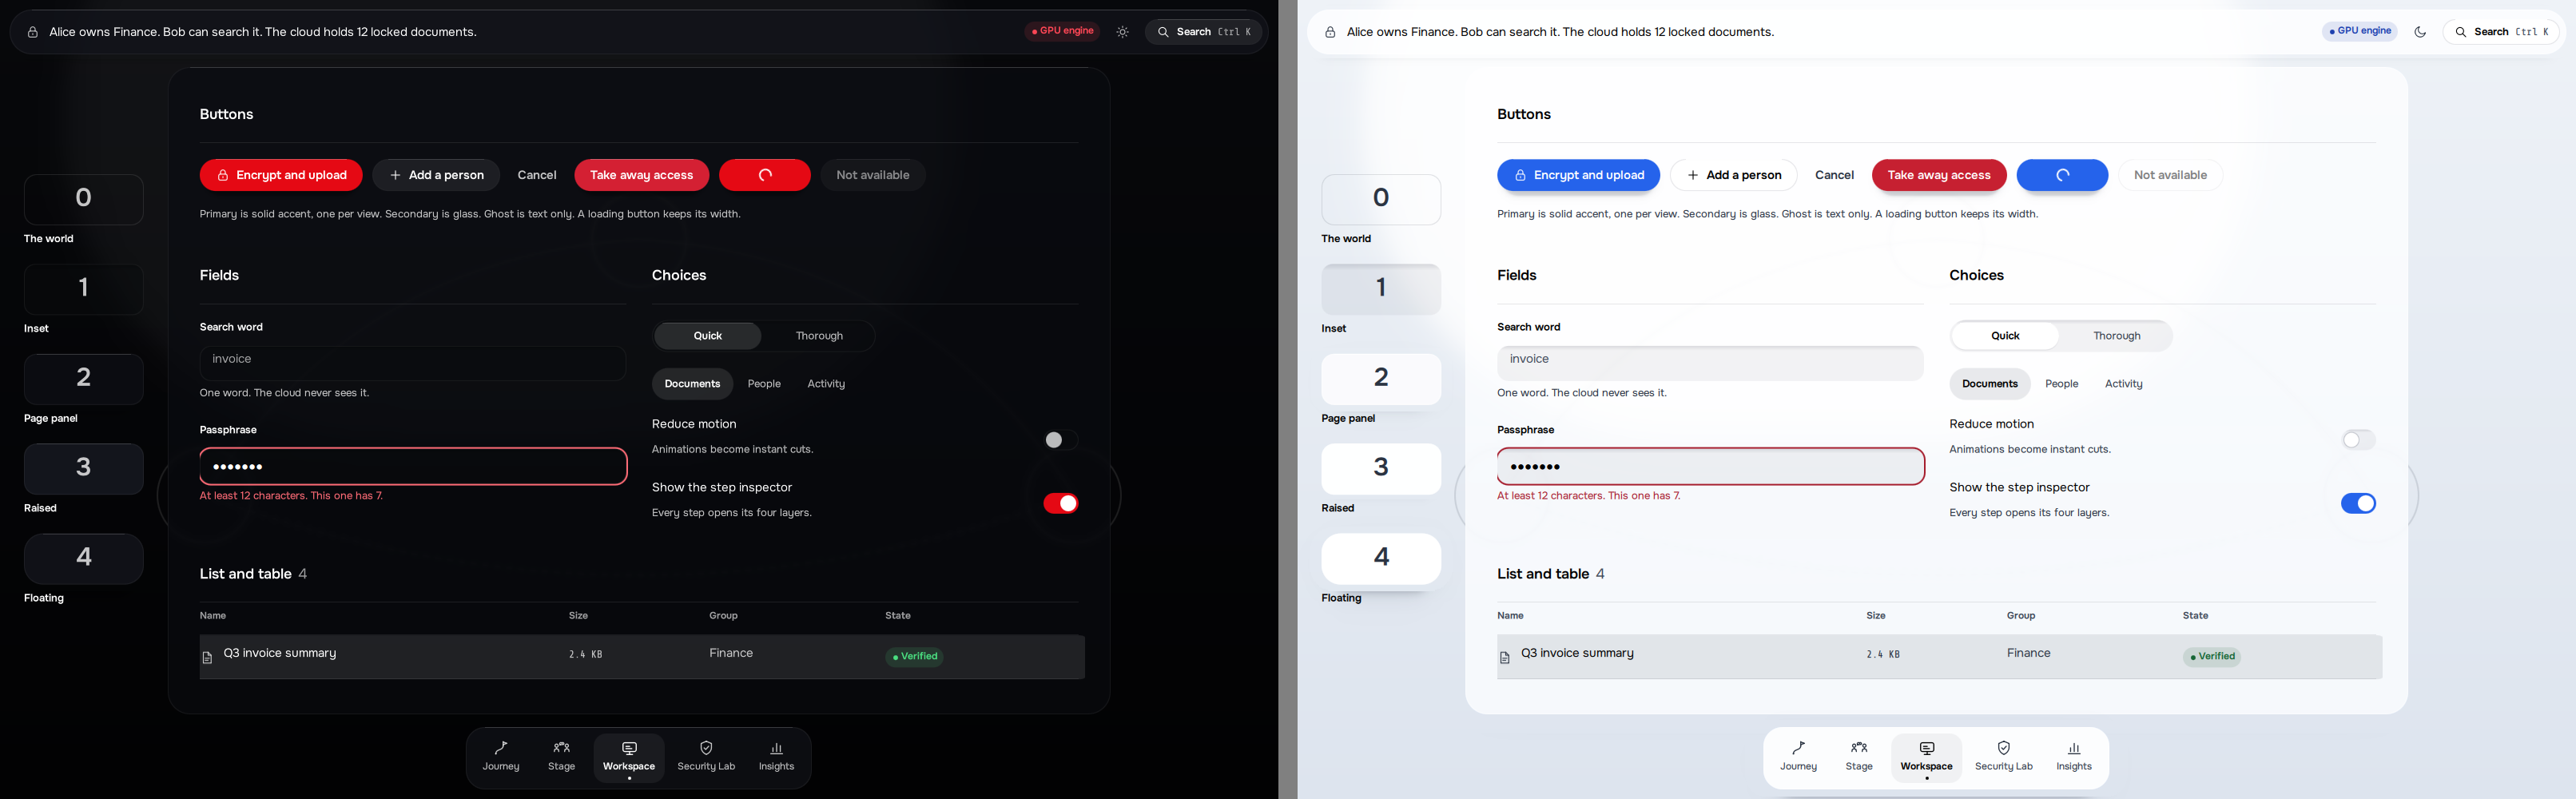 Alice owns Finance. Bob can search it. The cloud holds 12 locked documents.
GPU engine
Search Ctrl K
0
The world
1
Inset
2
Page panel
3
Raised
4
Floating
Buttons
Encrypt and upload
Add a person
Cancel
Take away access
Not available
Primary is solid accent, one per view. Secondary is glass. Ghost is text only. A loading button keeps its width.
Fields
Search word
invoice
One word. The cloud never sees it.
Passphrase
•••••••
At least 12 characters. This one has 7.
Choices
Quick Thorough
Documents People Activity
Reduce motion
Animations become instant cuts.
Show the step inspector
Every step opens its four layers.
List and table 4
Name Size Group State
Q3 invoice summary 2.4 KB Finance Verified
Journey Stage Workspace Security Lab Insights
Alice owns Finance. Bob can search it. The cloud holds 12 locked documents.
GPU engine
Search Ctrl K
0
The world
1
Inset
2
Page panel
3
Raised
4
Floating
Buttons
Encrypt and upload
Add a person
Cancel
Take away access
Not available
Primary is solid accent, one per view. Secondary is glass. Ghost is text only. A loading button keeps its width.
Fields
Search word
invoice
One word. The cloud never sees it.
Passphrase
•••••••
At least 12 characters. This one has 7.
Choices
Quick Thorough
Documents People Activity
Reduce motion
Animations become instant cuts.
Show the step inspector
Every step opens its four layers.
List and table 4
Name Size Group State
Q3 invoice summary 2.4 KB Finance Verified
Journey Stage Workspace Security Lab Insights